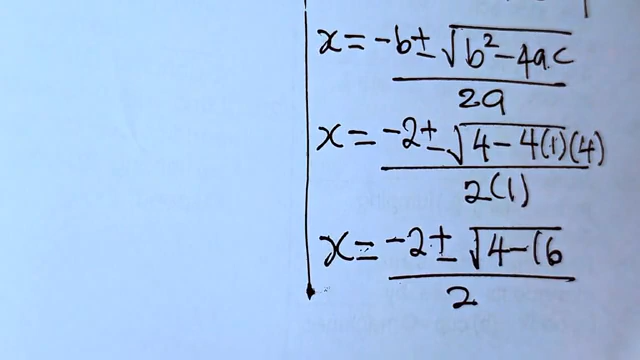 x = -b ± √b² - 4ac
2a
x = -2 ± √4 - 4(1)(4)
2(1)
x = -2 ± √4 - 16
2